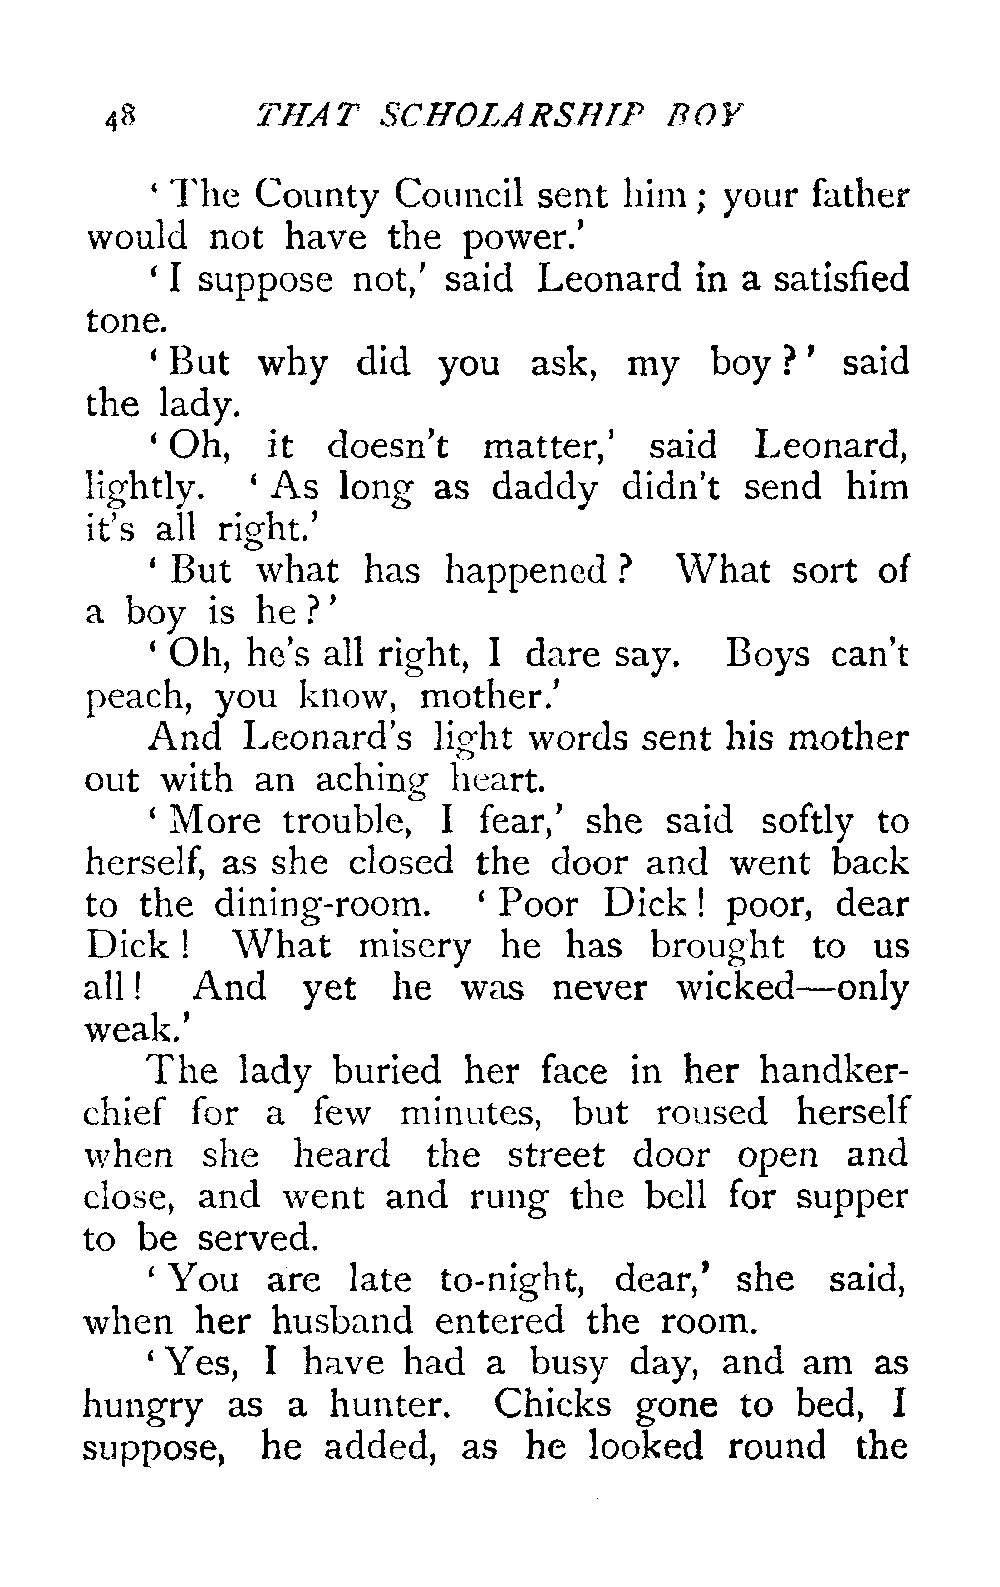 48 THAT SCHOLARSHIP BOY
‘ The County Council sent him ; your father
would not have the power.’
‘ I suppose not,’ said Leonard in a satisfied
tone.
‘ But why did you ask, my boy ? ’ said
the lady.
‘ Oh, it doesn’t matter,’ said Leonard,
lightly. ‘ As long as daddy didn’t send him
it’s all right.’
‘ But what has happened ? What sort of
a boy is he ? ’
‘ Oh, he’s all right, I dare say. Boys can’t
peach, you know, mother.’
And Leonard’s light words sent his mother
out with an aching heart.
‘ More trouble, I fear,’ she said softly to
herself, as she closed the door and went back
to the dining-room. ‘ Poor Dick ! poor, dear
Dick ! What misery he has brought to us
all ! And yet he was never wicked—only
weak.’
The lady buried her face in her handker-
chief for a few minutes, but roused herself
when she heard the street door open and
close, and went and rung the bell for supper
to be served.
‘ You are late to-night, dear,’ she said,
when her husband entered the room.
‘ Yes, I have had a busy day, and am as
hungry as a hunter. Chicks gone to bed, I
suppose, he added, as he looked round the